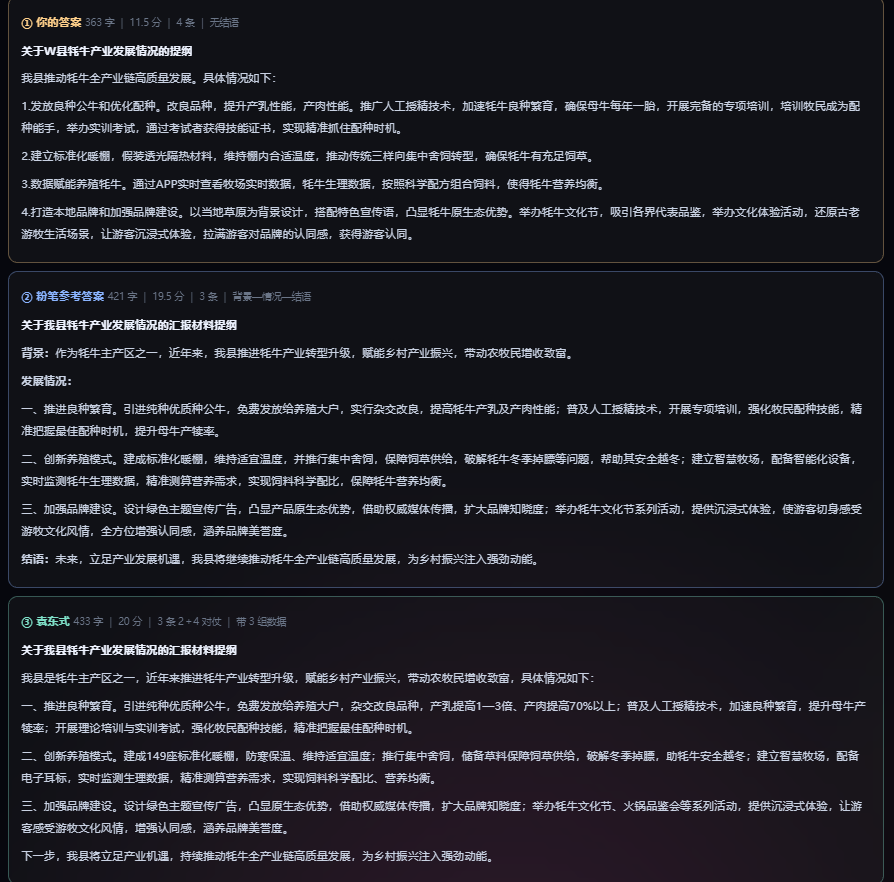 ① 你的答案 363 字 | 11.5 分 | 4 条 | 无结语
关于W县牦牛产业发展情况的提纲
我县推动牦牛全产业链高质量发展。具体情况如下：
1.发放良种公牛和优化配种。改良品种，提升产乳性能，产肉性能。推广人工授精技术，加速牦牛良种繁育，确保母牛每年一胎，开展完备的专项培训，培训牧民成为配
种能手，举办实训考试，通过考试者获得技能证书，实现精准抓住配种时机。
2.建立标准化暖棚，假装透光隔热材料，维持棚内合适温度，推动传统三样向集中舍饲转型，确保牦牛有充足饲草。
3.数据赋能养殖牦牛。通过APP实时查看牧场实时数据，牦牛生理数据，按照科学配方组合饲料，使得牦牛营养均衡。
4.打造本地品牌和加强品牌建设。以当地草原为背景设计，搭配特色宣传语，凸显牦牛原生态优势。举办牦牛文化节，吸引各界代表品鉴，举办文化体验活动，还原古老
游牧生活场景，让游客沉浸式体验，拉满游客对品牌的认同感，获得游客认同。
② 粉笔参考答案 421 字 | 19.5 分 | 3 条 | 背景—情况—结语
关于我县牦牛产业发展情况的汇报材料提纲
背景：作为牦牛主产区之一，近年来，我县推进牦牛产业转型升级，赋能乡村产业振兴，带动农牧民增收致富。
发展情况：
一、推进良种繁育。引进纯种优质种公牛，免费发放给养殖大户，实行杂交改良，提高牦牛产乳及产肉性能；普及人工授精技术，开展专项培训，强化牧民配种技能，精
准把握最佳配种时机，提升母牛产犊率。
二、创新养殖模式。建成标准化暖棚，维持适宜温度，并推行集中舍饲，保障饲草供给，破解牦牛冬季掉膘等问题，帮助其安全越冬；建立智慧牧场，配备智能化设备，
实时监测牦牛生理数据，精准测算营养需求，实现饲料科学配比，保障牦牛营养均衡。
三、加强品牌建设。设计绿色主题宣传广告，凸显产品原生态优势，借助权威媒体传播，扩大品牌知晓度；举办牦牛文化节系列活动，提供沉浸式体验，使游客切身感受
游牧文化风情，全方位增强认同感，涵养品牌美誉度。
结语：未来，立足产业发展机遇，我县将继续推动牦牛全产业链高质量发展，为乡村振兴注入强劲动能。
③ 袁东式 433 字 | 20 分 | 3 条 2＋4 对仗 | 带 3 组数据
关于我县牦牛产业发展情况的汇报材料提纲
我县是牦牛主产区之一，近年来推进牦牛产业转型升级，赋能乡村产业振兴，带动农牧民增收致富，具体情况如下：
一、推进良种繁育。引进纯种优质种公牛，免费发放给养殖大户，杂交改良品种，产乳提高1—3倍、产肉提高70%以上；普及人工授精技术，加速良种繁育，提升母牛产
犊率；开展理论培训与实训考试，强化牧民配种技能，精准把握最佳配种时机。
二、创新养殖模式。建成149座标准化暖棚，防寒保温、维持适宜温度；推行集中舍饲，储备草料保障饲草供给，破解冬季掉膘，助牦牛安全越冬；建立智慧牧场，配备
电子耳标，实时监测生理数据，精准测算营养需求，实现饲料科学配比、营养均衡。
三、加强品牌建设。设计绿色主题宣传广告，凸显原生态优势，借助权威媒体传播，扩大品牌知晓度；举办牦牛文化节、火锅品鉴会等系列活动，提供沉浸式体验，让游
客感受游牧文化风情，增强认同感，涵养品牌美誉度。
下一步，我县将立足产业机遇，持续推动牦牛全产业链高质量发展，为乡村振兴注入强劲动能。